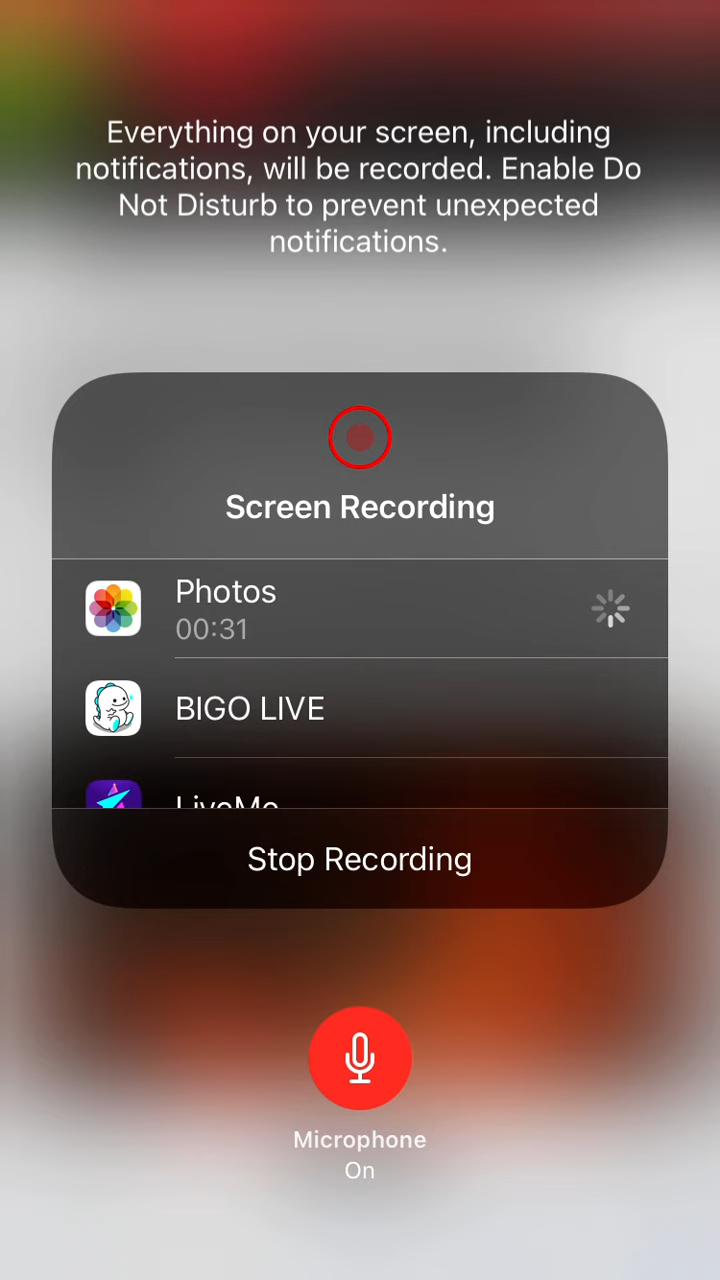 Everything on your screen, including
notifications, will be recorded. Enable Do
Not Disturb to prevent unexpected
notifications.
Screen Recording
Photos
00:31
BIGO LIVE
LiveMe
Stop Recording
Microphone
On